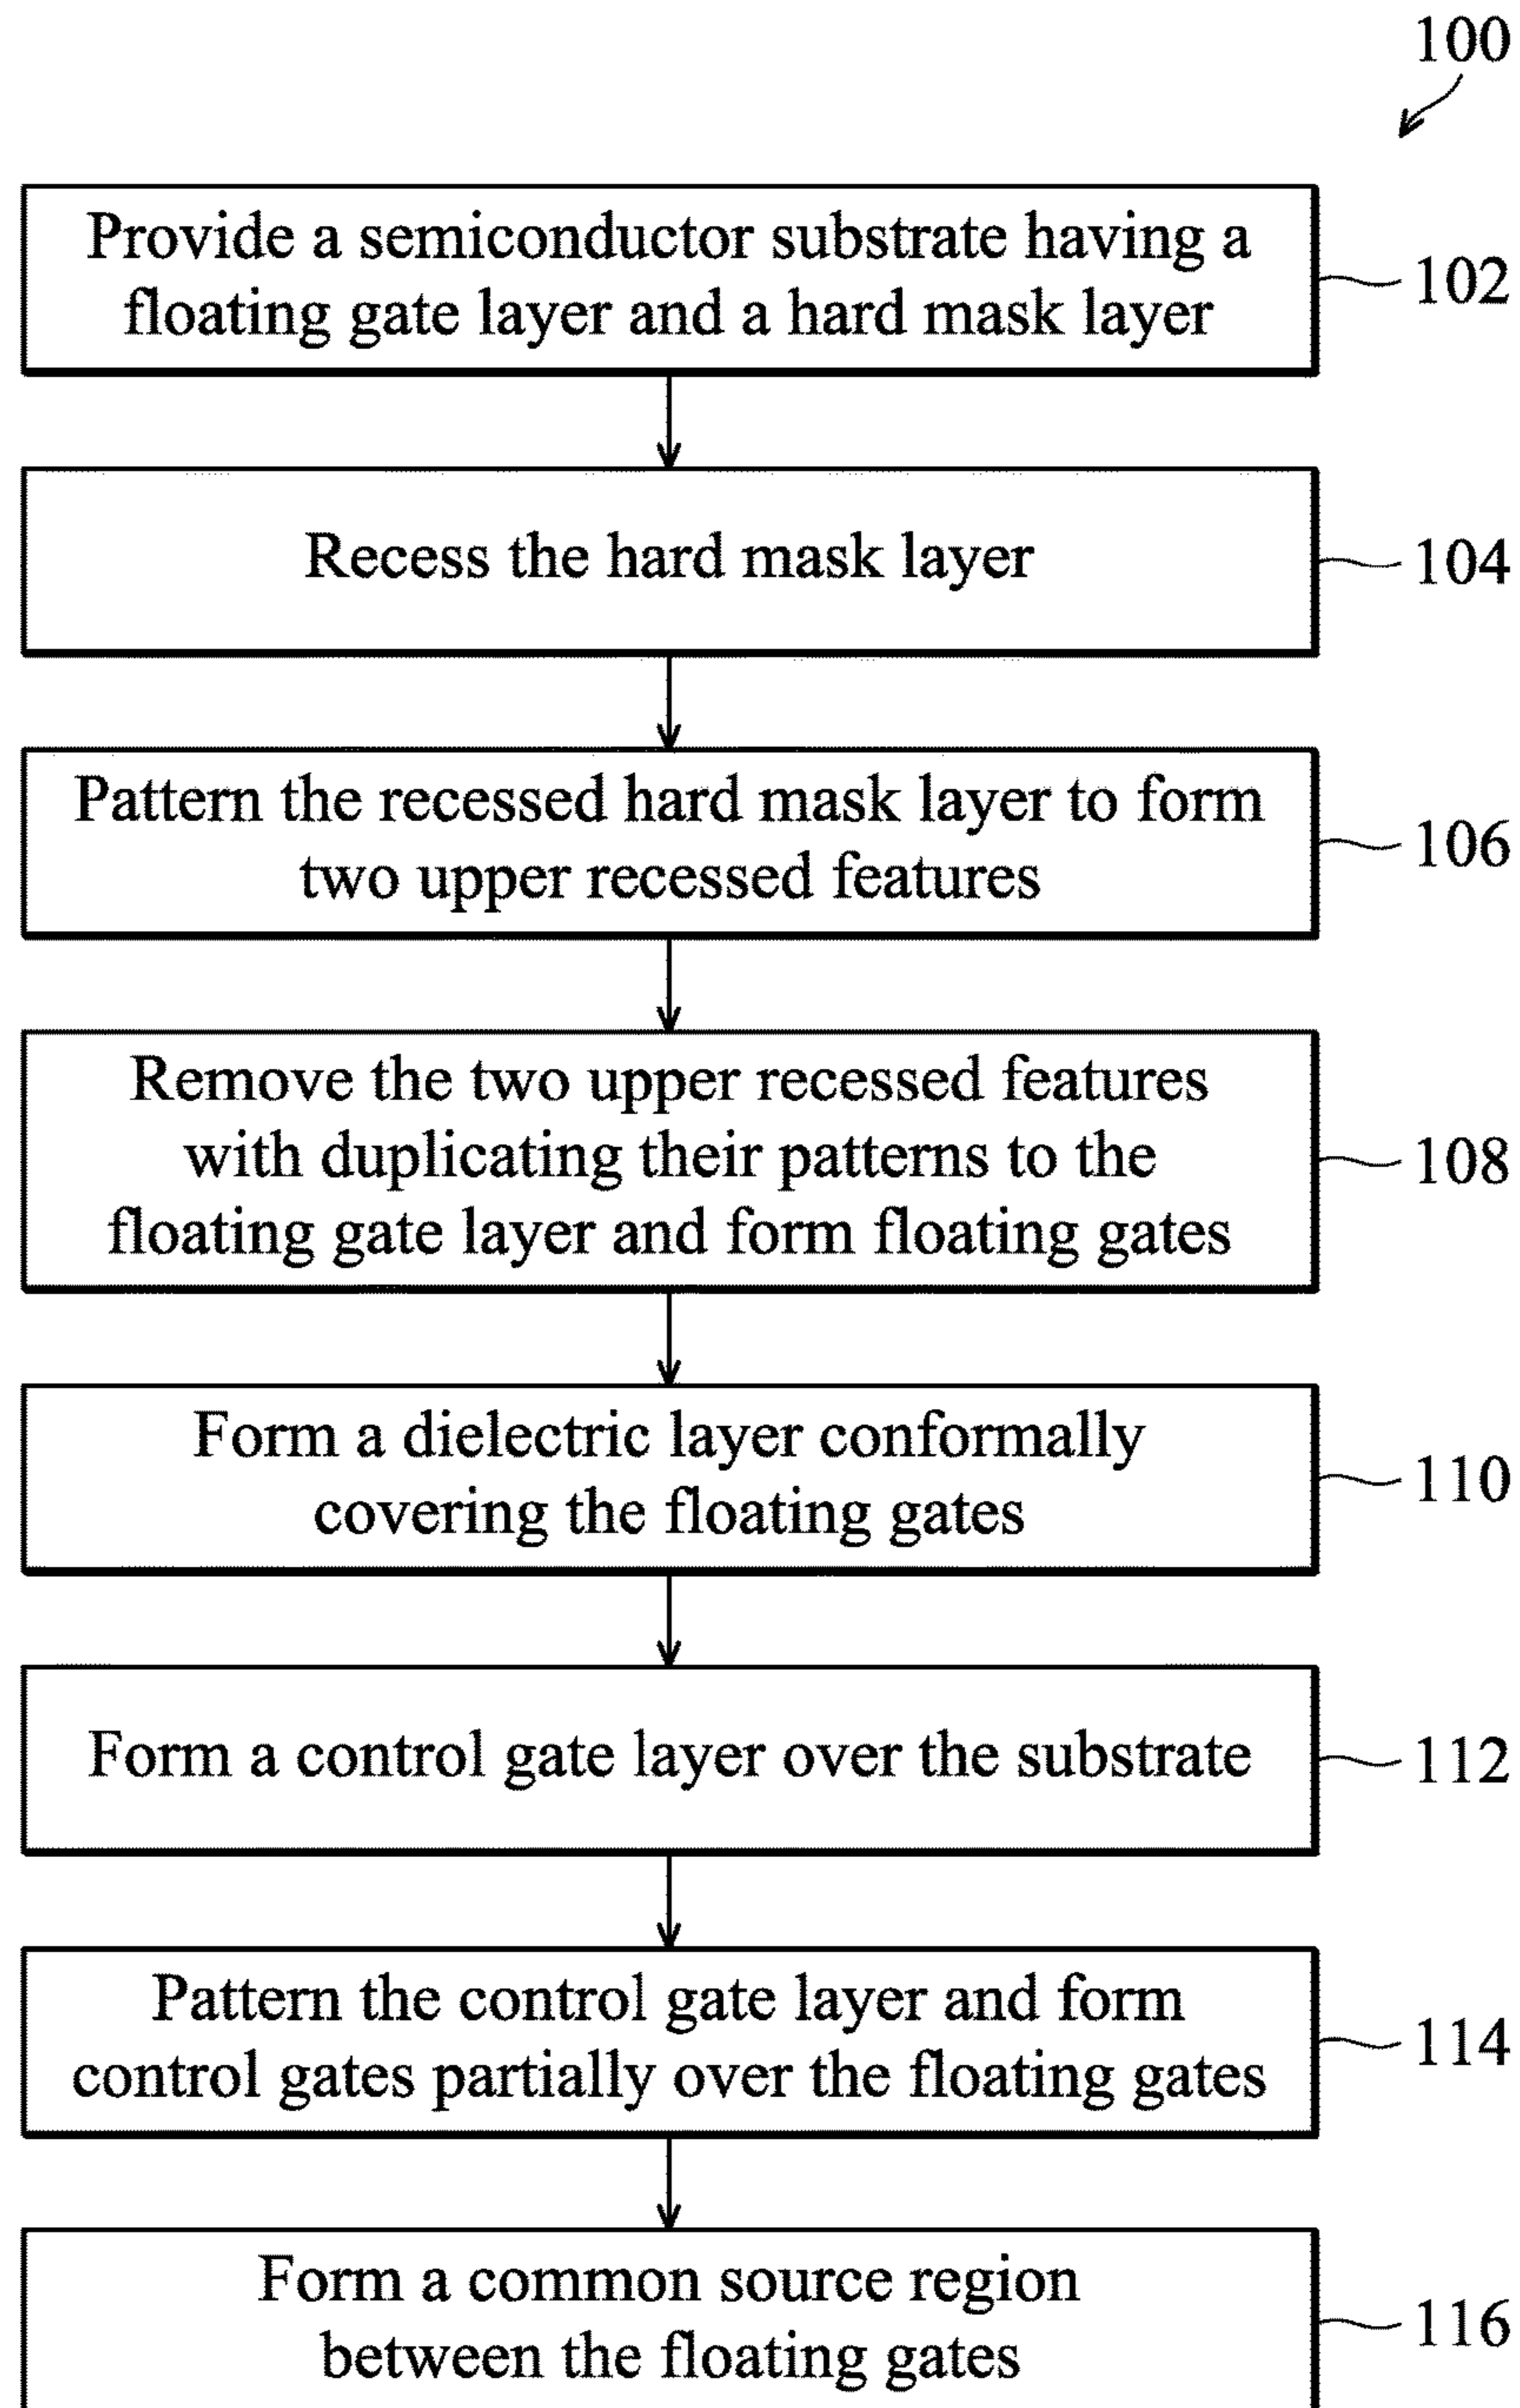 100
Provide a semiconductor substrate having a
floating gate layer and a hard mask layer
102
Recess the hard mask layer
104
Pattern the recessed hard mask layer to form
two upper recessed features
106
Remove the two upper recessed features
with duplicating their patterns to the
floating gate layer and form floating gates
108
Form a dielectric layer conformally
covering the floating gates
110
Form a control gate layer over the substrate
112
Pattern the control gate layer and form
control gates partially over the floating gates
114
Form a common source region
between the floating gates
116